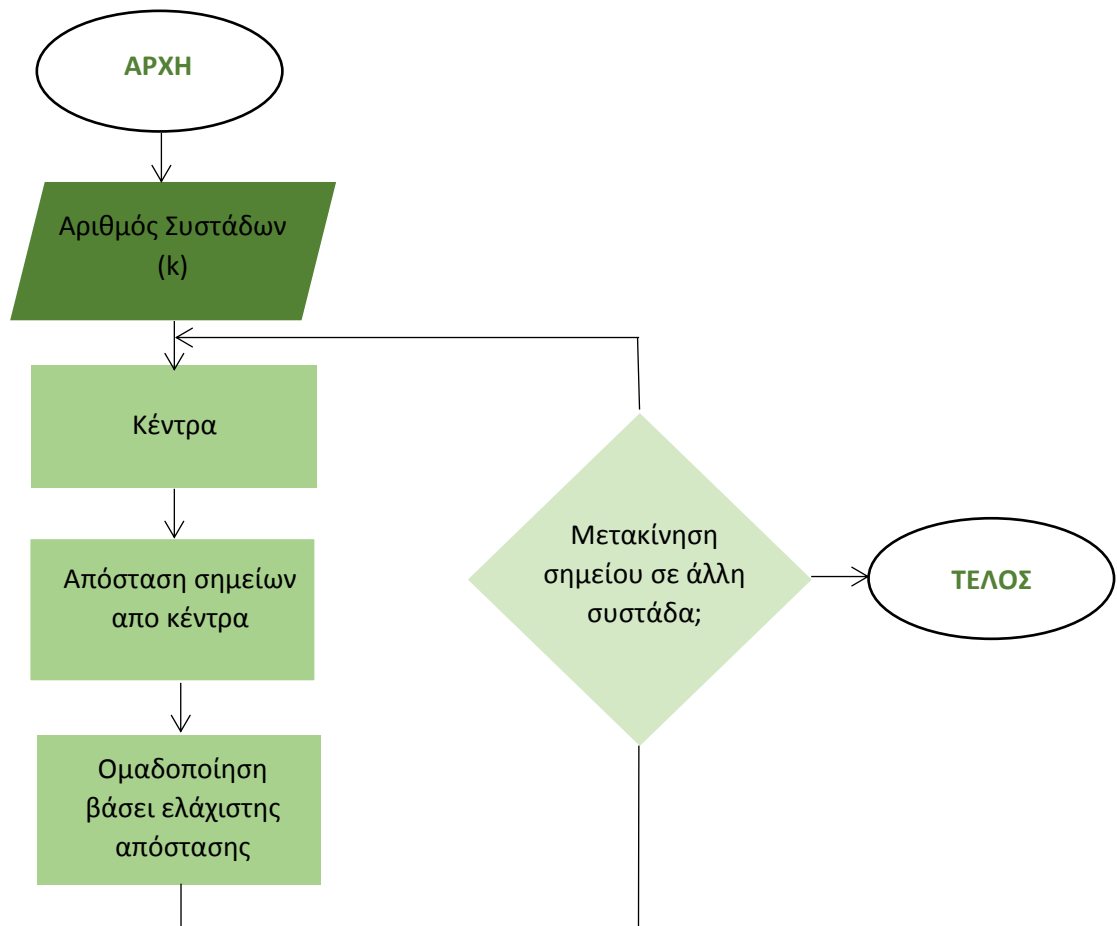 ΑΡΧΗ
Αριθμός Συστάδων
(k)
Κέντρα
Απόσταση σημείων
απο κέντρα
Ομαδοποίηση
βάσει ελάχιστης
απόστασης
Μετακίνηση
σημείου σε άλλη
συστάδα;
ΤΕΛΟΣ